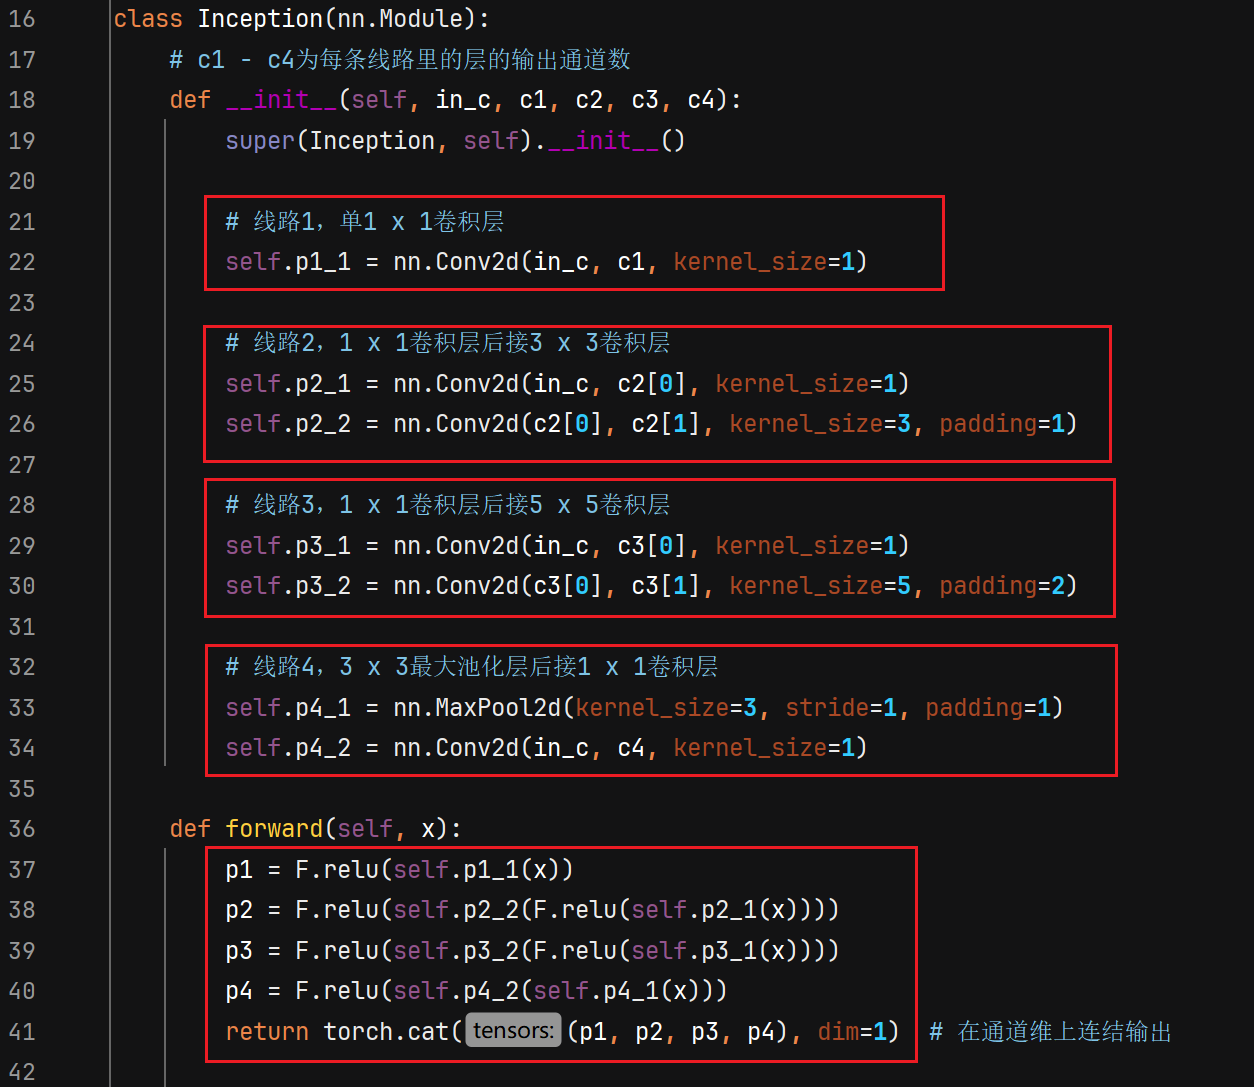 16 class Inception(nn.Module):
17     # c1 - c4为每条线路里的层的输出通道数
18     def __init__(self, in_c, c1, c2, c3, c4):
19         super(Inception, self).__init__()
20
21         # 线路1，单1 x 1卷积层
22         self.p1_1 = nn.Conv2d(in_c, c1, kernel_size=1)
23
24         # 线路2，1 x 1卷积层后接3 x 3卷积层
25         self.p2_1 = nn.Conv2d(in_c, c2[0], kernel_size=1)
26         self.p2_2 = nn.Conv2d(c2[0], c2[1], kernel_size=3, padding=1)
27
28         # 线路3，1 x 1卷积层后接5 x 5卷积层
29         self.p3_1 = nn.Conv2d(in_c, c3[0], kernel_size=1)
30         self.p3_2 = nn.Conv2d(c3[0], c3[1], kernel_size=5, padding=2)
31
32         # 线路4，3 x 3最大池化层后接1 x 1卷积层
33         self.p4_1 = nn.MaxPool2d(kernel_size=3, stride=1, padding=1)
34         self.p4_2 = nn.Conv2d(in_c, c4, kernel_size=1)
35
36     def forward(self, x):
37         p1 = F.relu(self.p1_1(x))
38         p2 = F.relu(self.p2_2(F.relu(self.p2_1(x))))
39         p3 = F.relu(self.p3_2(F.relu(self.p3_1(x))))
40         p4 = F.relu(self.p4_2(self.p4_1(x)))
41         return torch.cat(tensors: (p1, p2, p3, p4), dim=1)  # 在通道维上连结输出
42